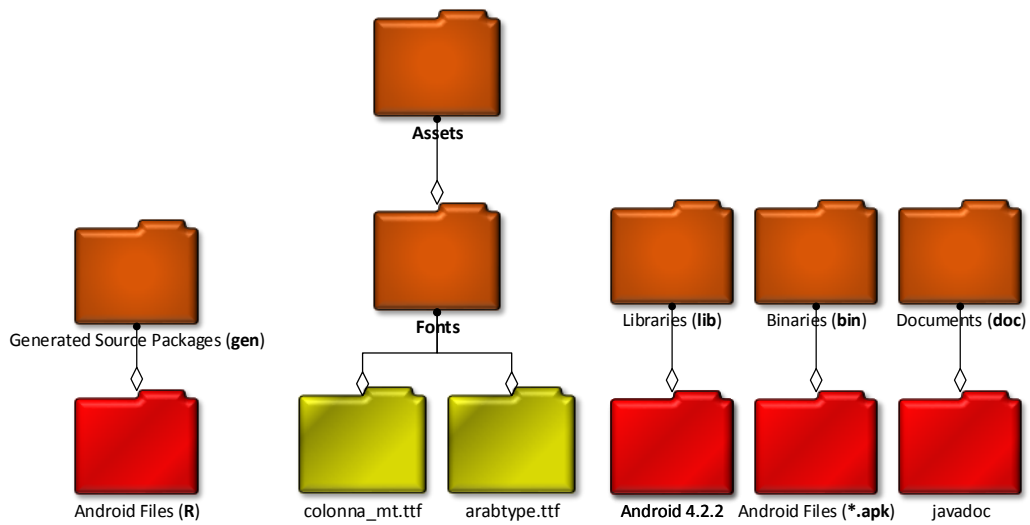 Assets
Generated Source Packages (gen)
Fonts
Libraries (lib)
Binaries (bin)
Documents (doc)
Android Files (R)
colonna_mt.ttf
arabtype.ttf
Android 4.2.2
Android Files (*.apk)
javadoc